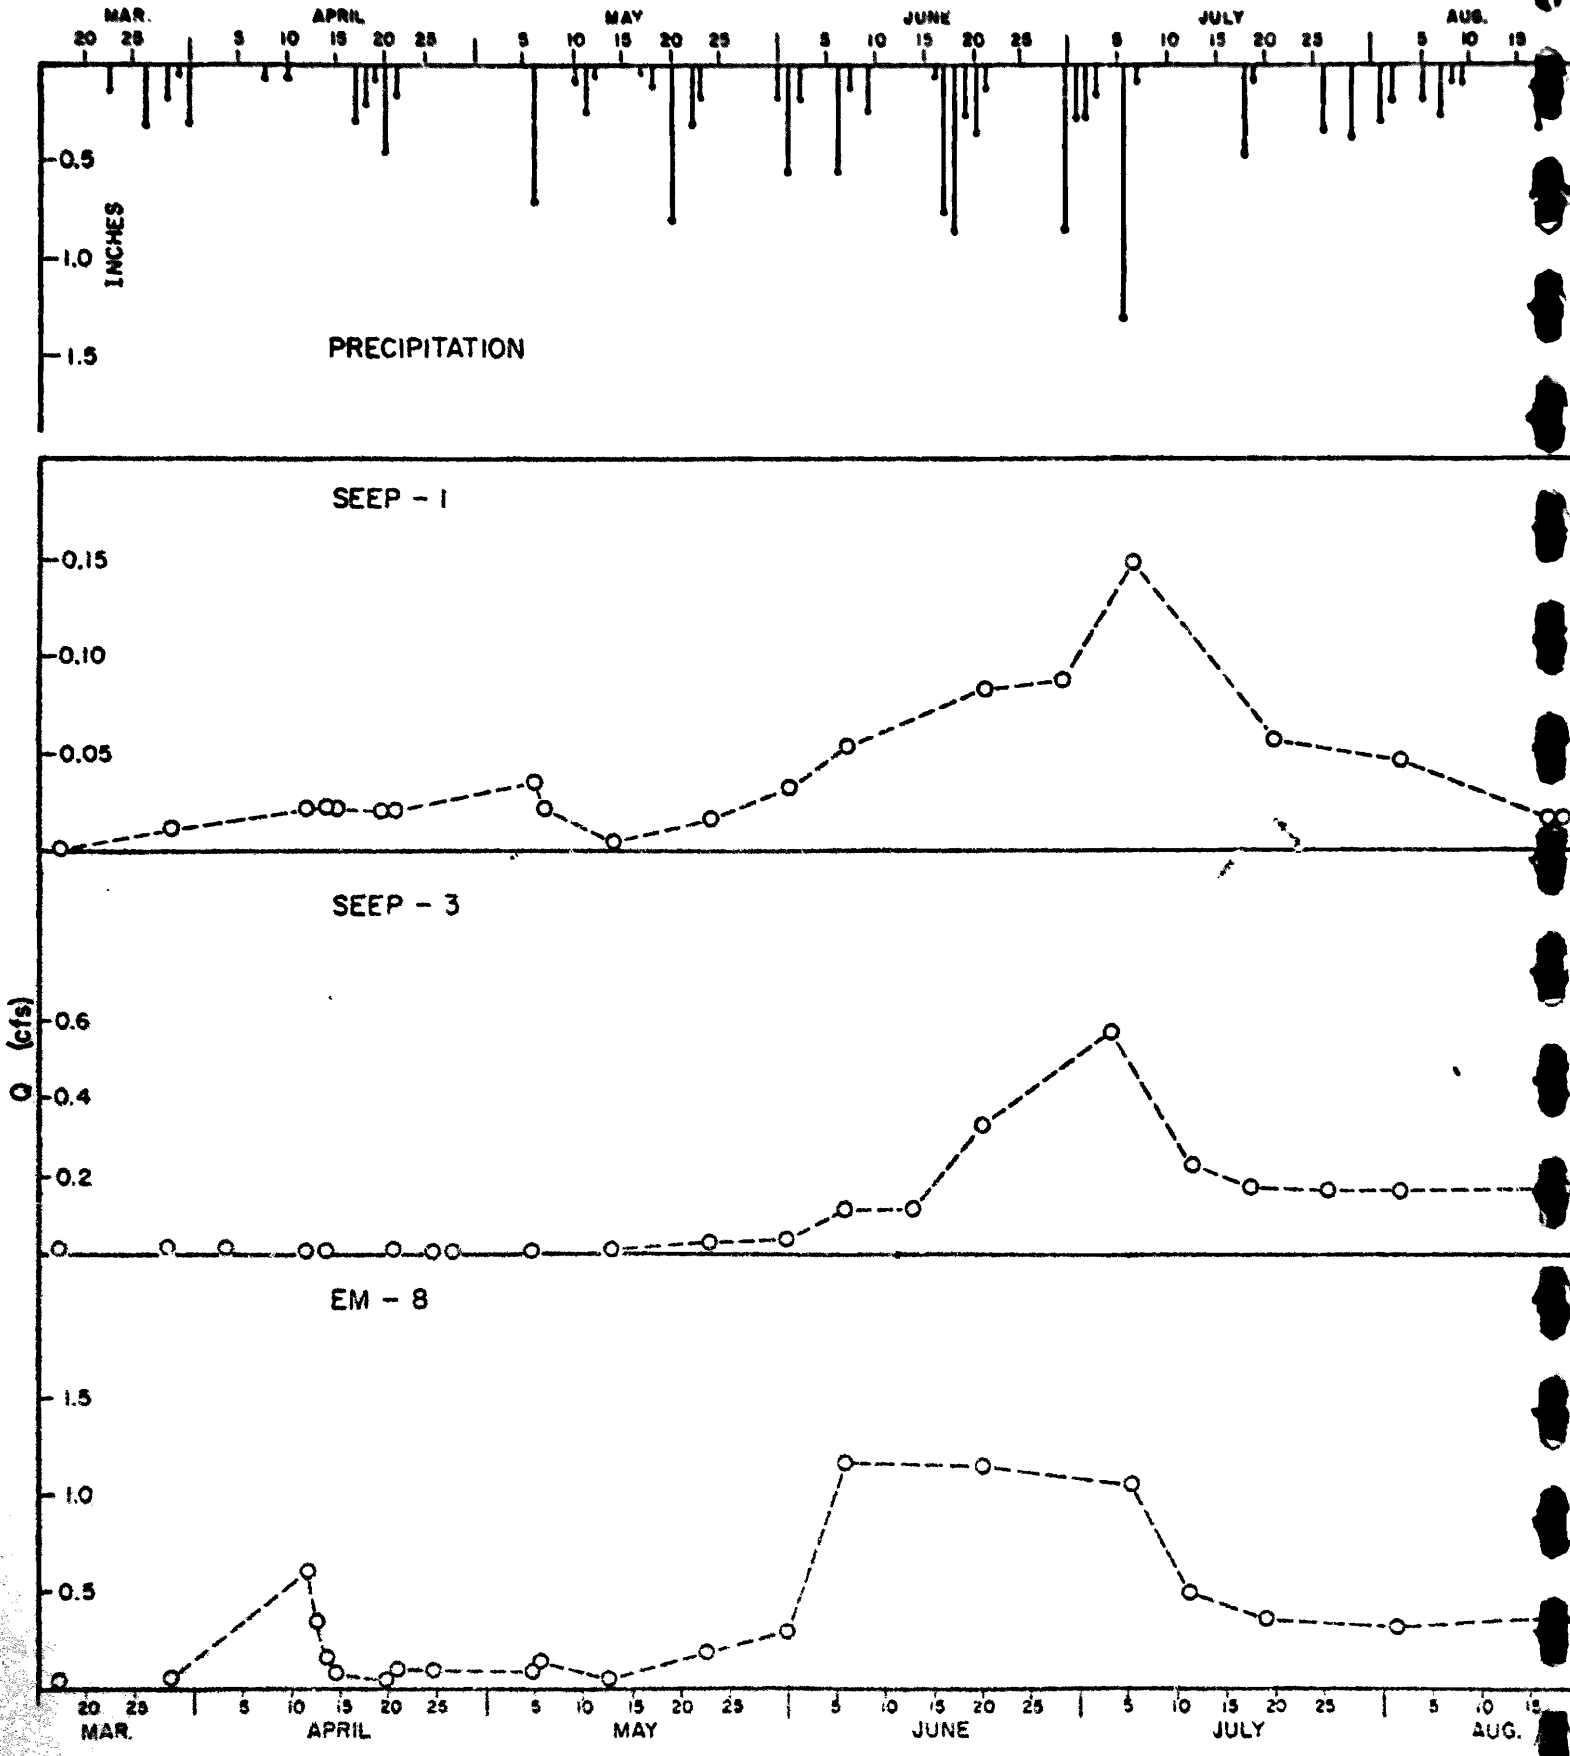 MAR. APRIL MAY JUNE JULY AUG.
20 25 5 10 15 20 25 5 10 15 20 25 5 10 15 20 25 5 10 15 20 25 5 10 15
0.5
1.0
1.5
INCHES
PRECIPITATION
SEEP - 1
0.15
0.10
0.05
SEEP - 3
0.6
0.4
0.2
Q (cfs)
EM - 8
1.5
1.0
0.5
20 25 5 10 15 20 25 5 10 15 20 25 5 10 15 20 25 5 10 15 20 25 5 10 15
MAR. APRIL MAY JUNE JULY AUG.